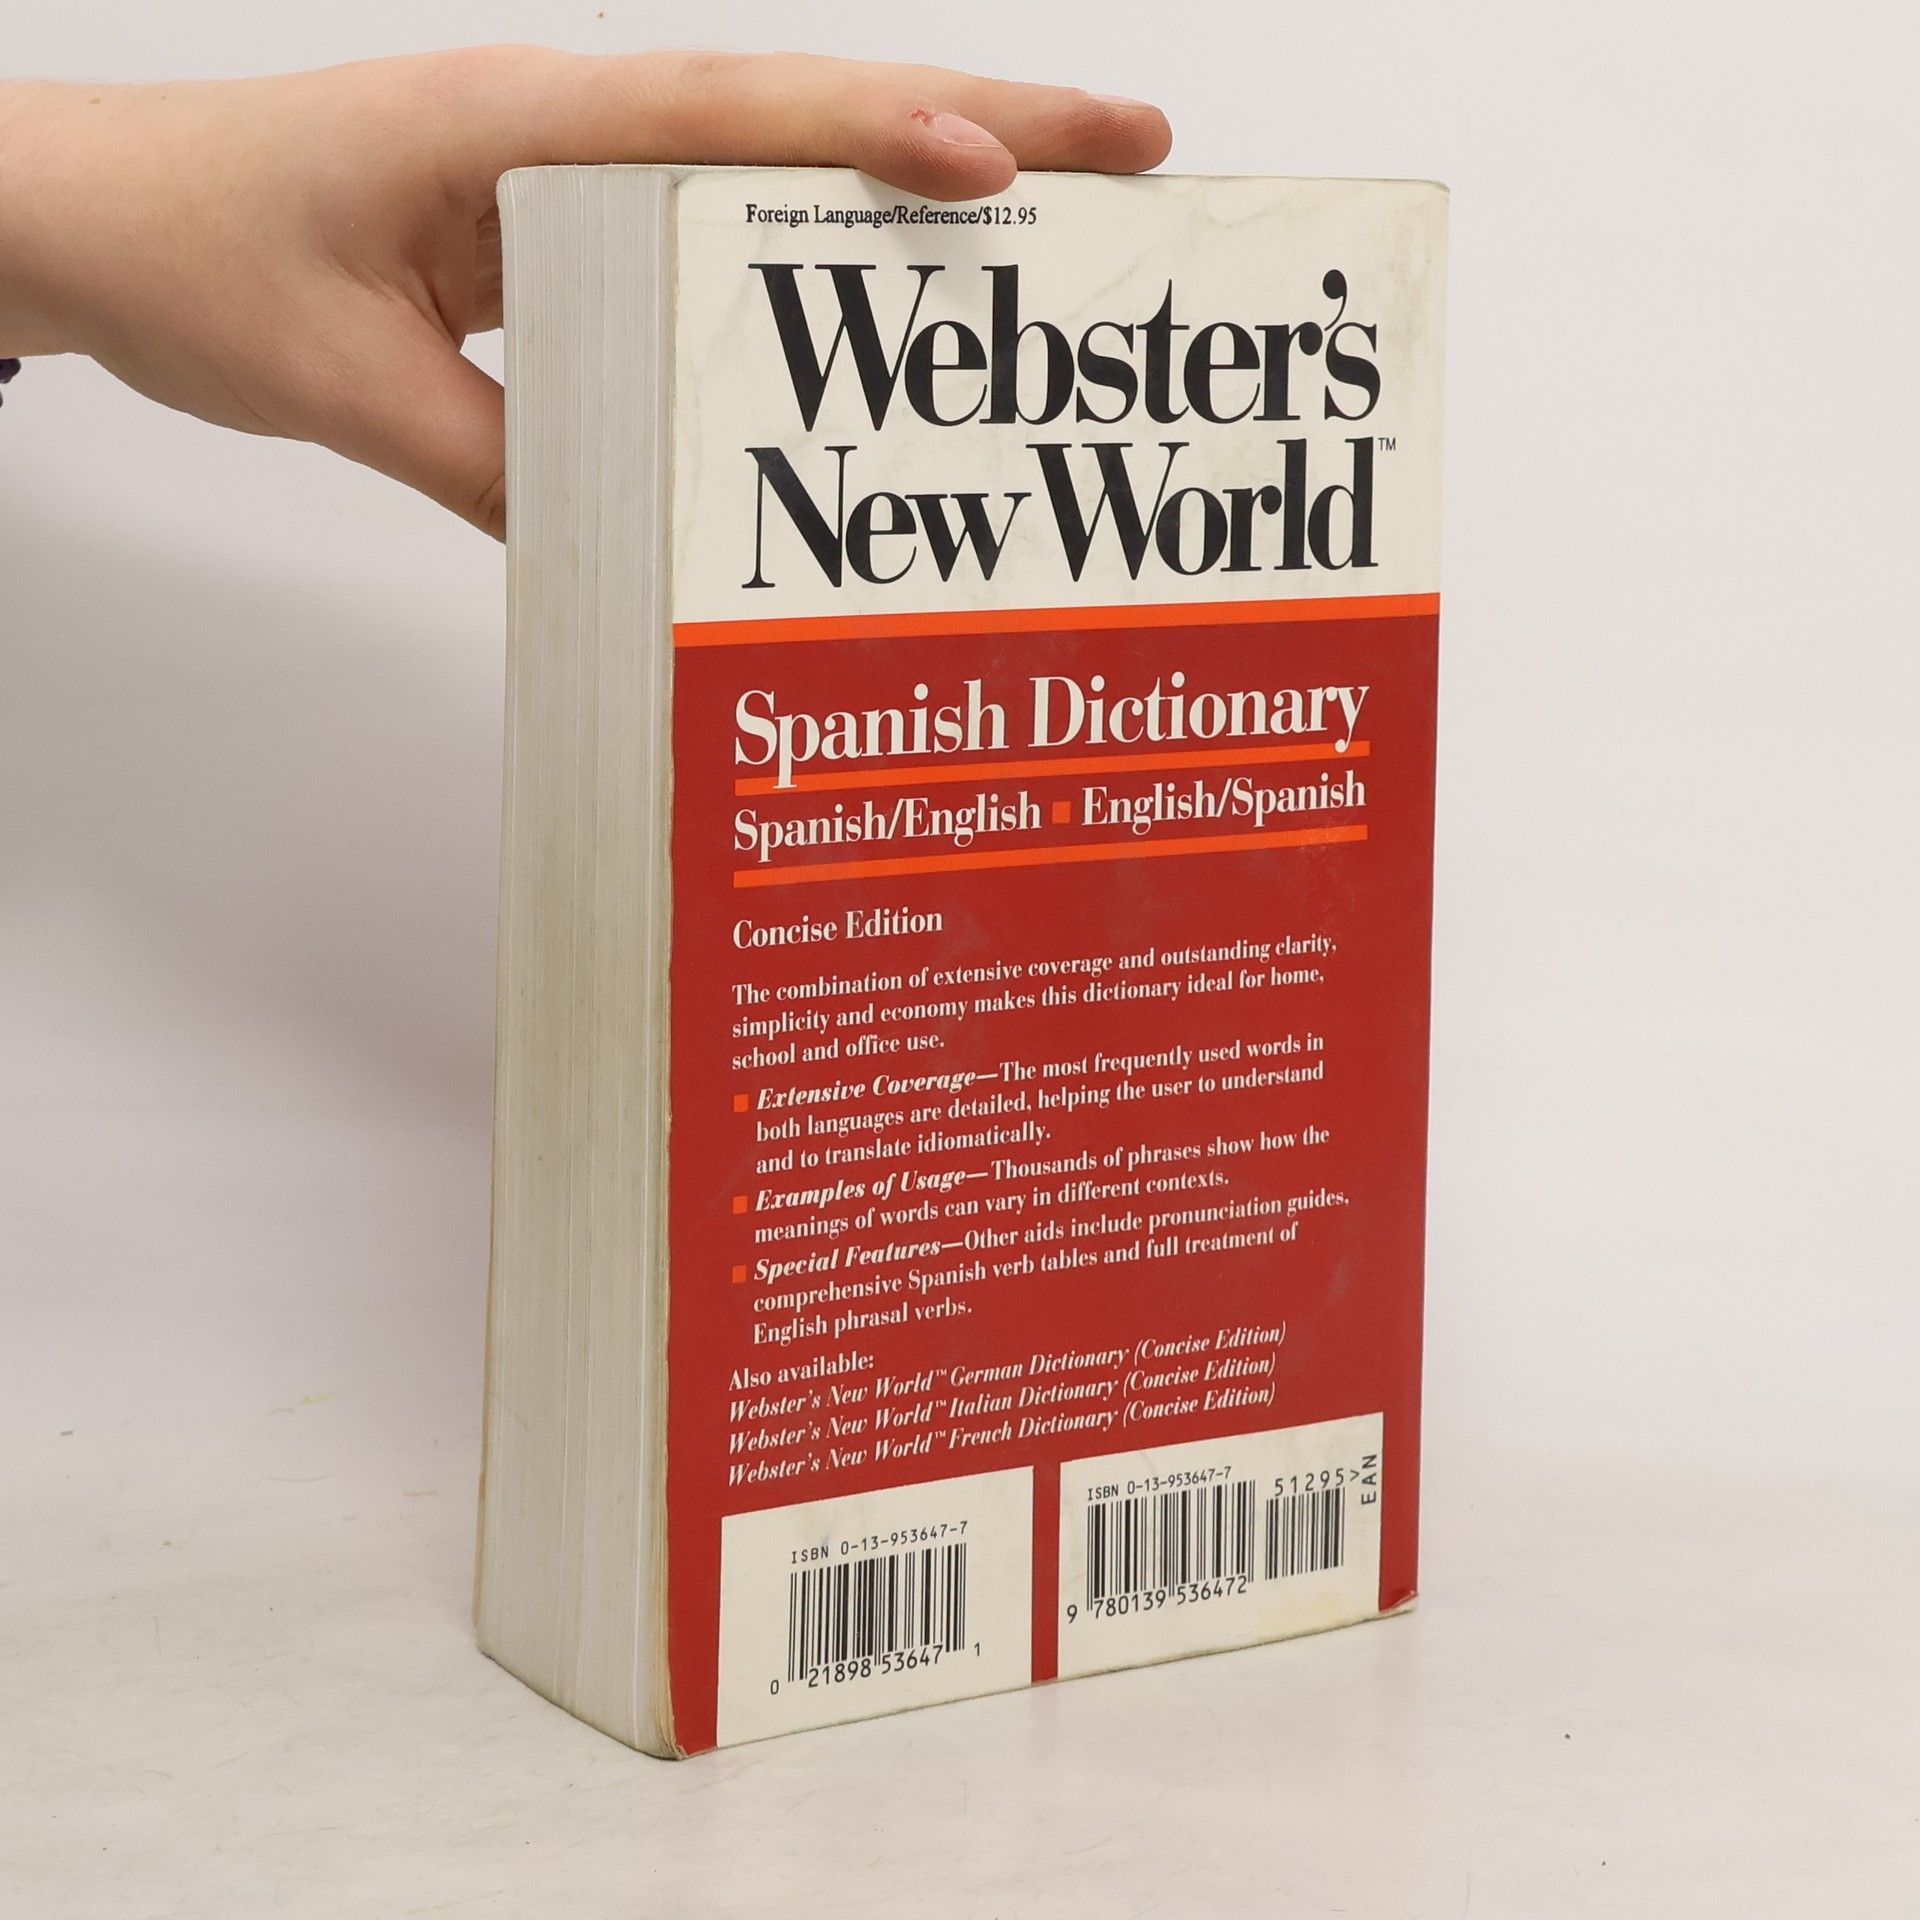 Foreign Language/Reference/$12.95
Webster's
New World™
Spanish Dictionary
Spanish/English ■ English/Spanish
Concise Edition
The combination of extensive coverage and outstanding clarity,
simplicity and economy makes this dictionary ideal for home,
school and office use.
■ Extensive Coverage—The most frequently used words in
both languages are detailed, helping the user to understand
and to translate idiomatically.
■ Examples of Usage—Thousands of phrases show how the
meanings of words can vary in different contexts.
■ Special Features—Other aids include pronunciation guides,
comprehensive Spanish verb tables and full treatment of
English phrasal verbs.
Also available:
Webster's New World™ German Dictionary (Concise Edition)
Webster's New World™ Italian Dictionary (Concise Edition)
Webster's New World™ French Dictionary (Concise Edition)
ISBN 0-13-953647-7
0 21898 53647 1
ISBN 0-13-953647-7
51295>
EAN
9 780139 536472